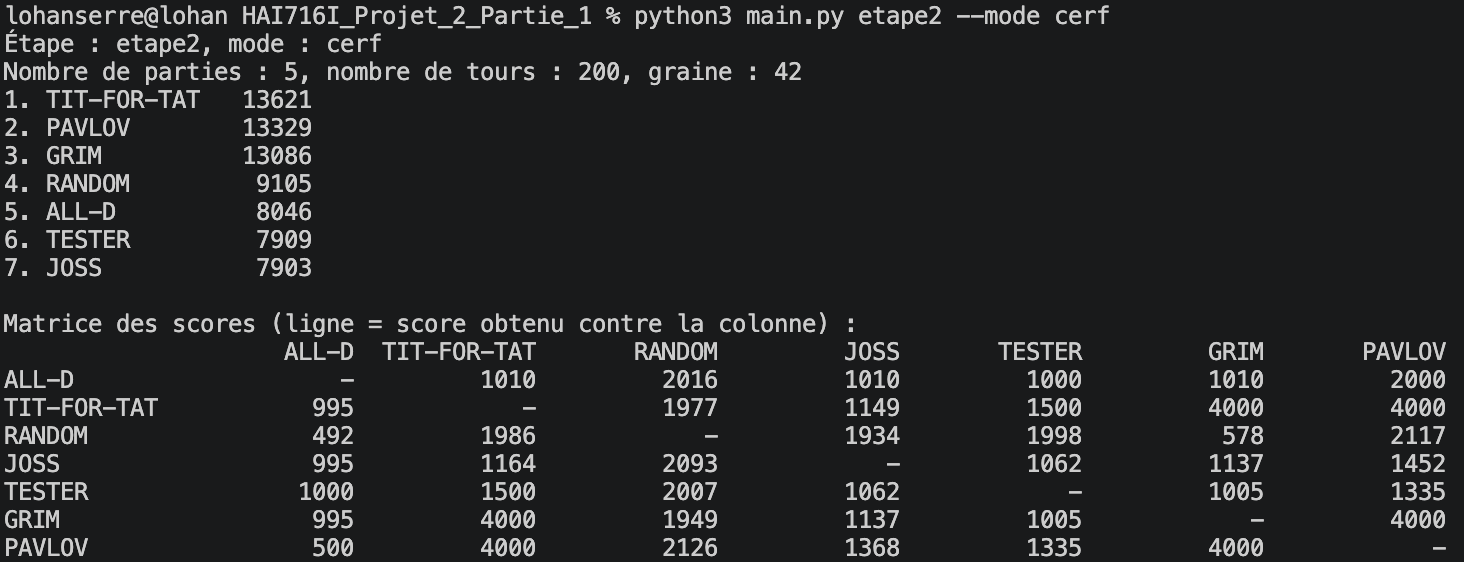 lohanserre@lohan HAI716I_Projet_2_Partie_1 % python3 main.py etape2 --mode cerf
Étape : etape2, mode : cerf
Nombre de parties : 5, nombre de tours : 200, graine : 42
1. TIT-FOR-TAT   13621
2. PAVLOV        13329
3. GRIM          13086
4. RANDOM         9105
5. ALL-D          8046
6. TESTER         7909
7. JOSS           7903
Matrice des scores (ligne = score obtenu contre la colonne) :
ALL-D  TIT-FOR-TAT       RANDOM         JOSS       TESTER         GRIM       PAVLOV
ALL-D                   –         1010         2016         1010         1000         1010         2000
TIT-FOR-TAT           995            –         1977         1149         1500         4000         4000
RANDOM                492         1986            –         1934         1998          578         2117
JOSS                  995         1164         2093            –         1062         1137         1452
TESTER               1000         1500         2007         1062            –         1005         1335
GRIM                  995         4000         1949         1137         1005            –         4000
PAVLOV                500         4000         2126         1368         1335         4000            –